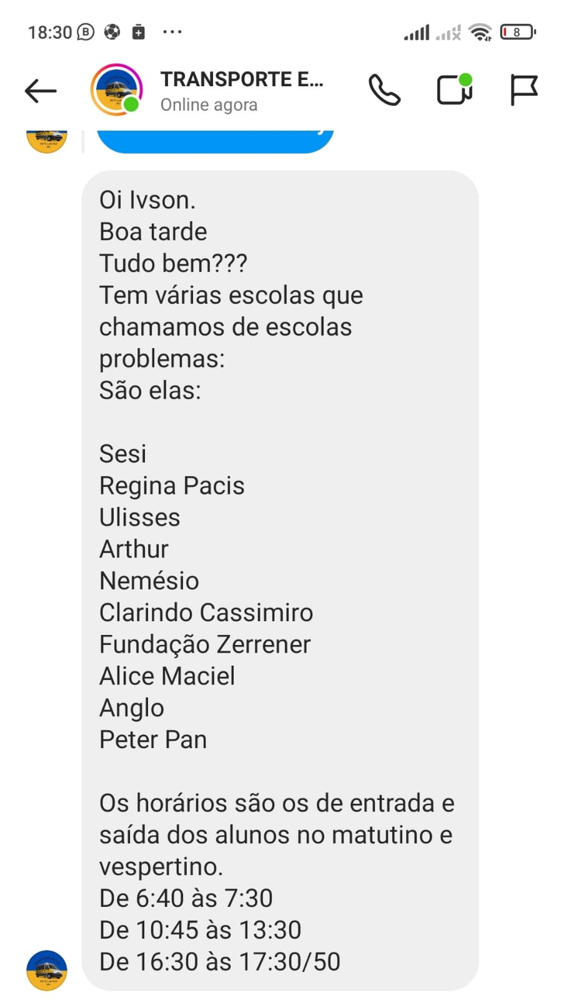 18:30
8
TRANSPORTE E...
Online agora
Oi Ivson.
Boa tarde
Tudo bem???
Tem várias escolas que
chamamos de escolas
problemas:
São elas:
Sesi
Regina Pacis
Ulisses
Arthur
Nemésio
Clarindo Cassimiro
Fundação Zerrener
Alice Maciel
Anglo
Peter Pan
Os horários são os de entrada e
saída dos alunos no matutino e
vespertino.
De 6:40 às 7:30
De 10:45 às 13:30
De 16:30 às 17:30/50